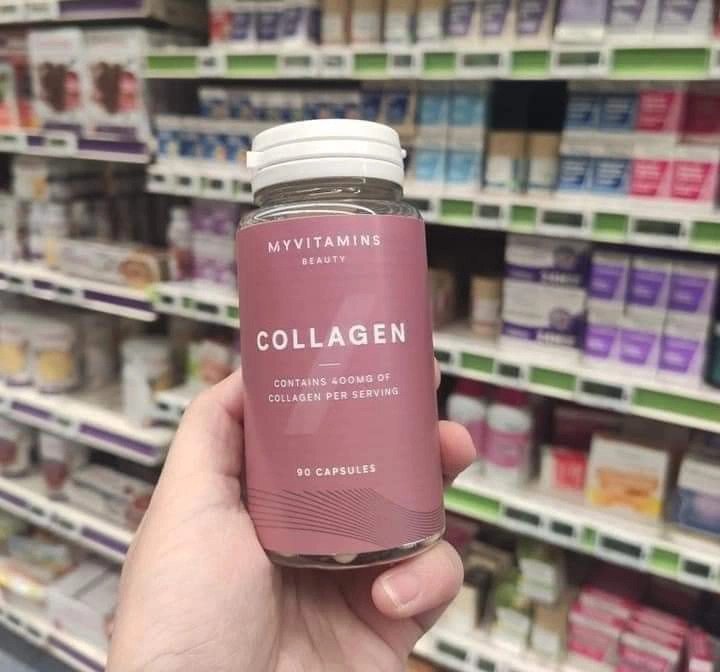 MYVITAMINS
BEAUTY
COLLAGEN
CONTAINS 400MG OF
COLLAGEN PER SERVING
90 CAPSULES